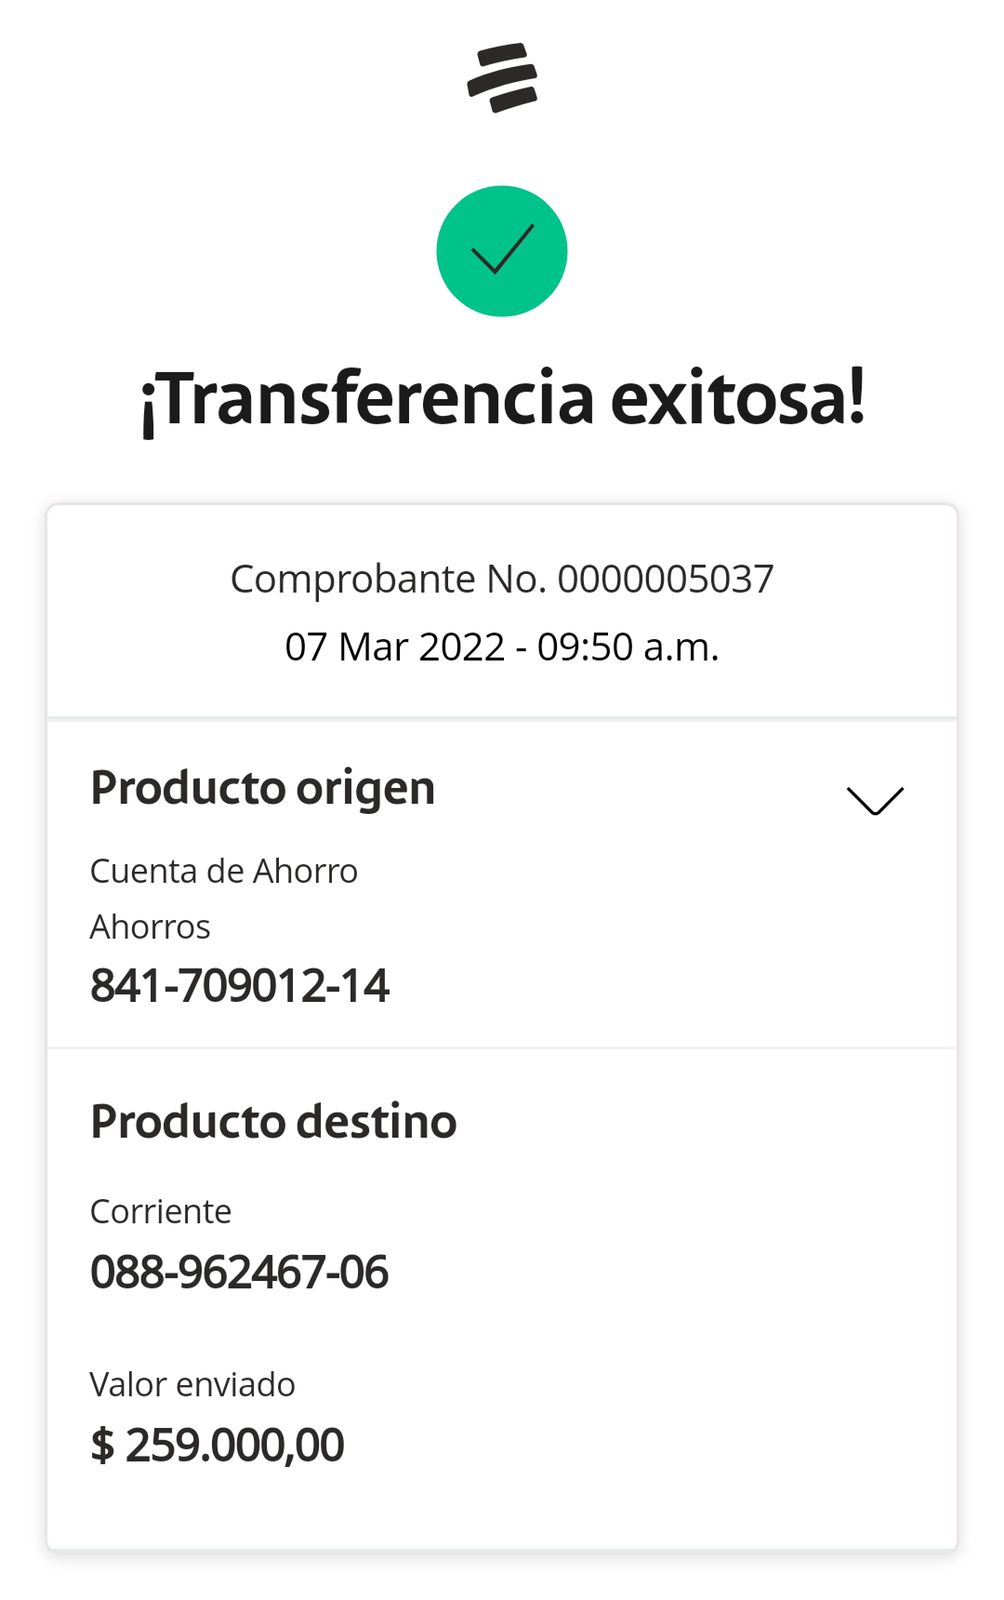 ¡Transferencia exitosa!
Comprobante No. 0000005037
07 Mar 2022 - 09:50 a.m.
Producto origen
Cuenta de Ahorro
Ahorros
841-709012-14
Producto destino
Corriente
088-962467-06
Valor enviado
$ 259.000,00